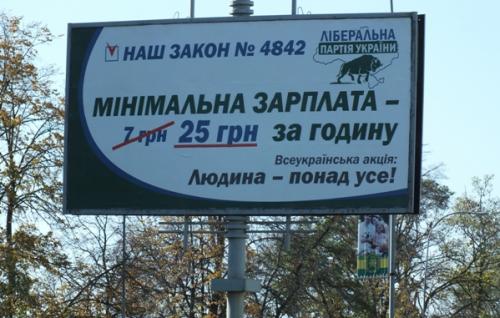 НАШ ЗАКОН № 4842
ЛІБЕРАЛЬНА
ПАРТІЯ УКРАЇНИ
МІНІМАЛЬНА ЗАРПЛАТА –
7 грн 25 грн за годину
Всеукраїнська акція:
Людина – понад усе!